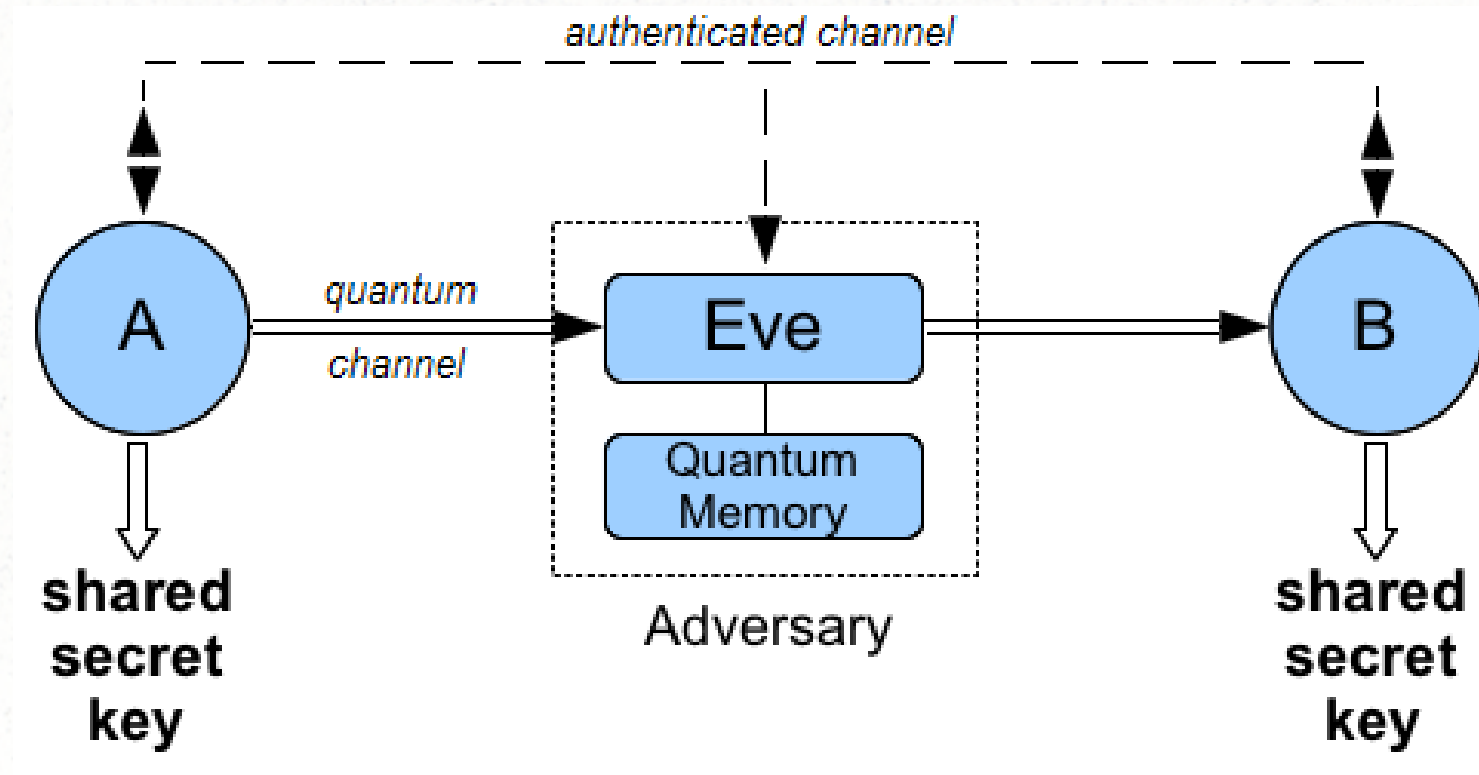 authenticated channel
quantum
channel
A
Eve
B
Quantum
Memory
Adversary
shared
secret
key
shared
secret
key